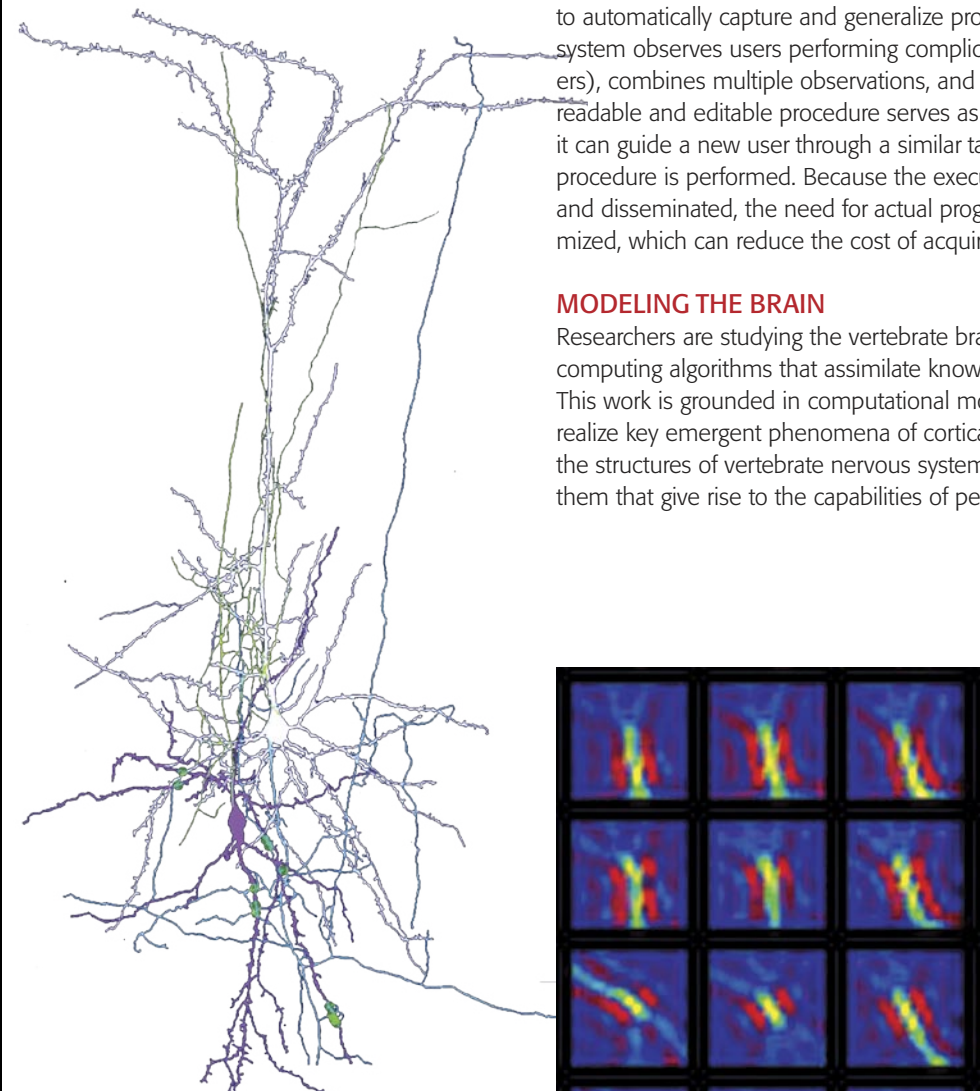 to automatically capture and generalize pro
system observes users performing complic
ers), combines multiple observations, and
readable and editable procedure serves as
it can guide a new user through a similar ta
procedure is performed. Because the execu
and disseminated, the need for actual prog
mized, which can reduce the cost of acquir
MODELING THE BRAIN
Researchers are studying the vertebrate bra
computing algorithms that assimilate know
This work is grounded in computational mo
realize key emergent phenomena of cortica
the structures of vertebrate nervous system
them that give rise to the capabilities of pe